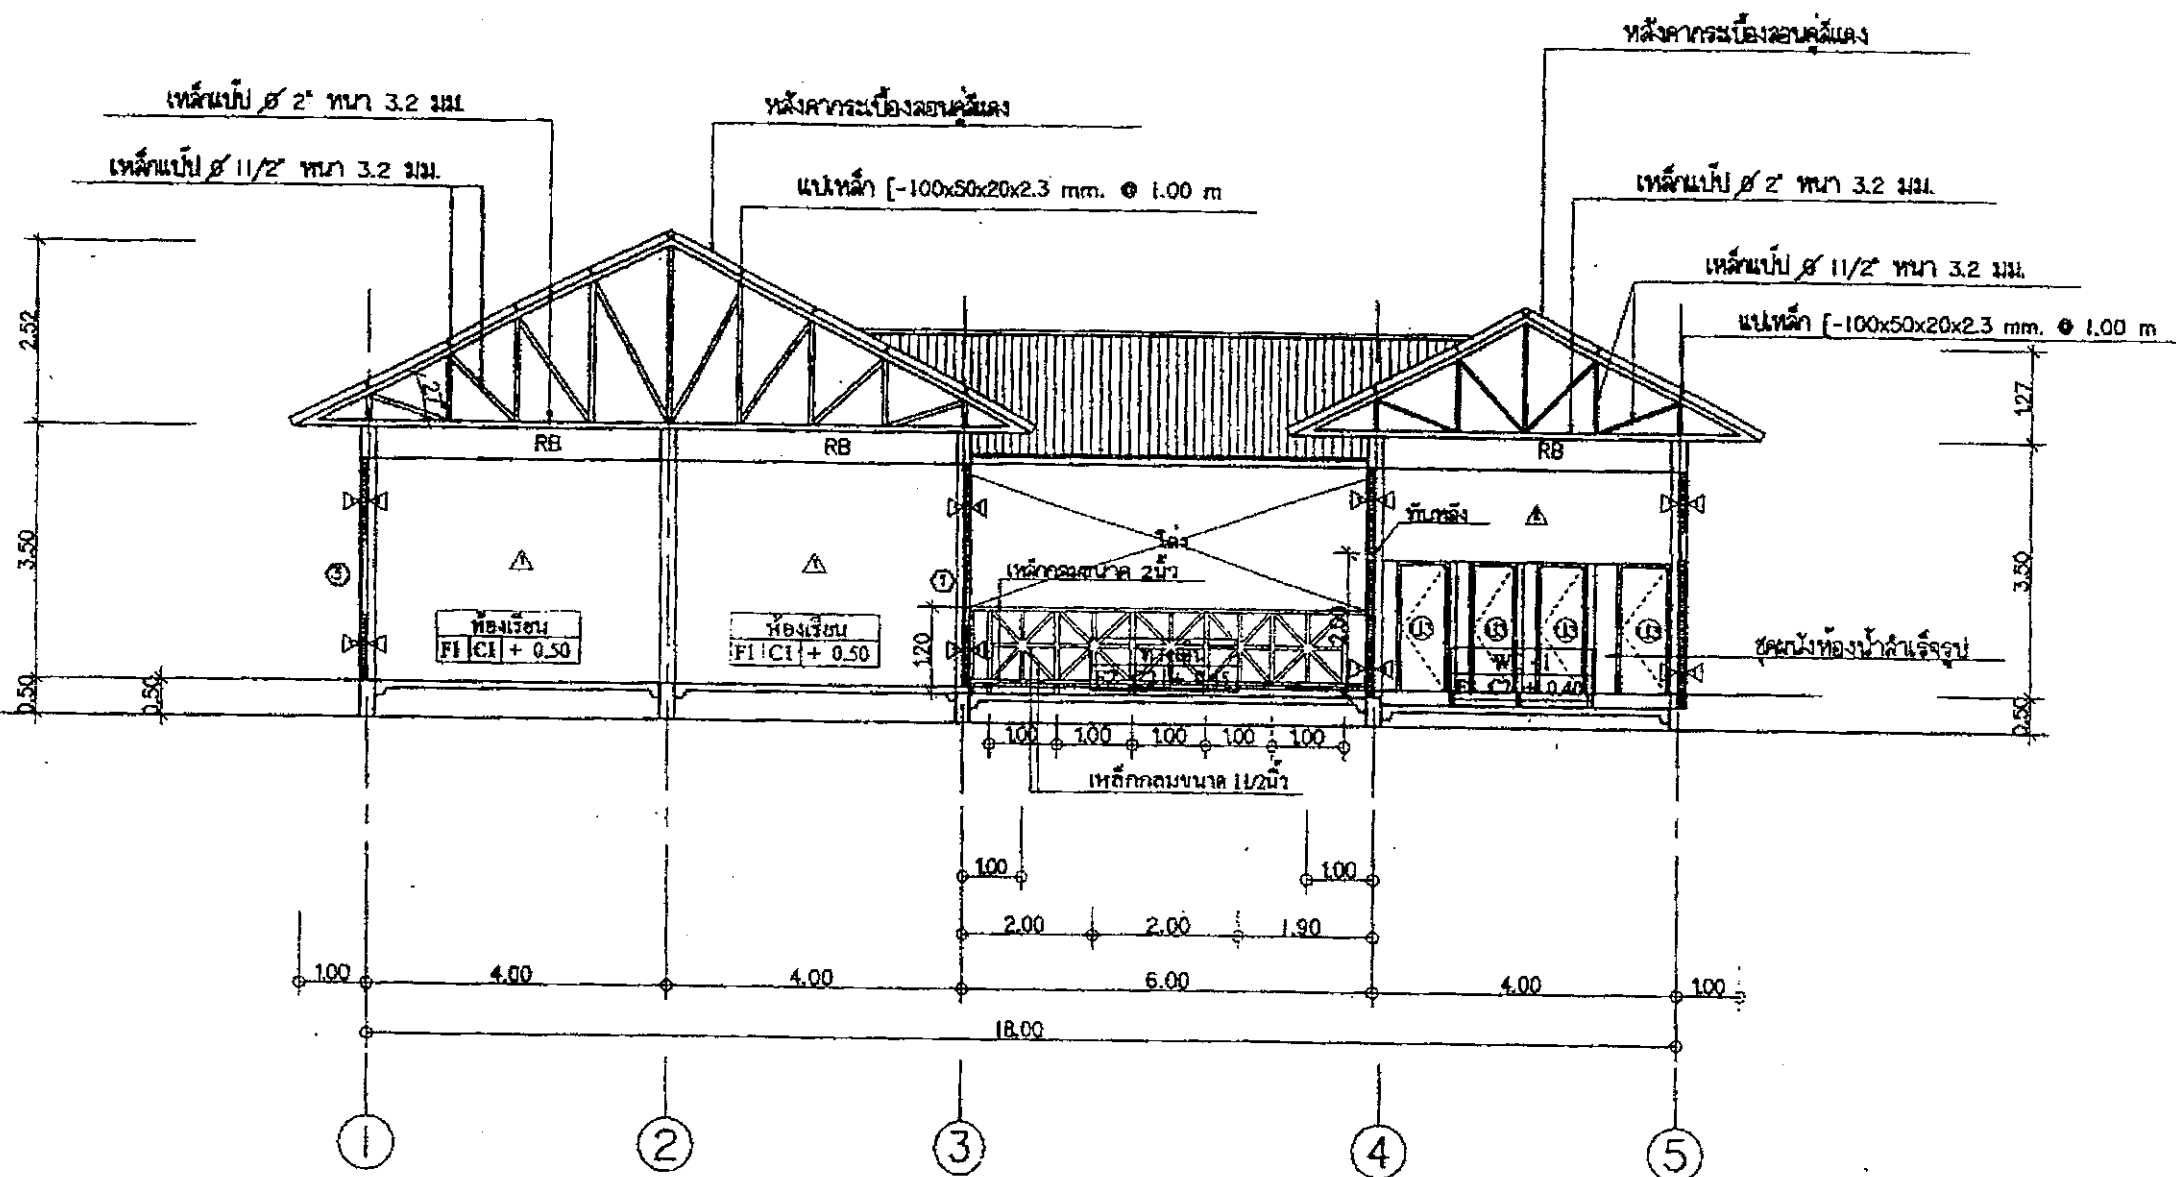 หลังคากระเบื้องลอนคู่สีแดง
เหล็กแป๊ป Ø 2" หนา 3.2 มม.
หลังคากระเบื้องลอนคู่สีแดง
เหล็กแป๊ป Ø 11/2" หนา 3.2 มม.
แปเหล็ก [-100x50x20x2.3 mm. @ 1.00 m
เหล็กแป๊ป Ø 2" หนา 3.2 มม.
เหล็กแป๊ป Ø 11/2" หนา 3.2 มม.
แปเหล็ก [-100x50x20x2.3 mm. @ 1.00 m
2.52
27°
1.27
RB
RB
RB
3.50
3.50
ทับหลัง
โล่ง
3
1
1
1
1
เหล็กกลมขนาด 2นิ้ว
1.20
2.00
ห้องเรียน
F1 C1 + 0.50
ห้องเรียน
F1 C1 + 0.50
ชุดผนังห้องน้ำสำเร็จรูป
C2 + 0.40
0.50
0.50
0.50
1.00 1.00 1.00 1.00 1.00
เหล็กกลมขนาด 11/2นิ้ว
1.00 1.00
2.00 2.00 1.90
1.00 4.00 4.00 6.00 4.00 1.00
18.00
1 2 3 4 5